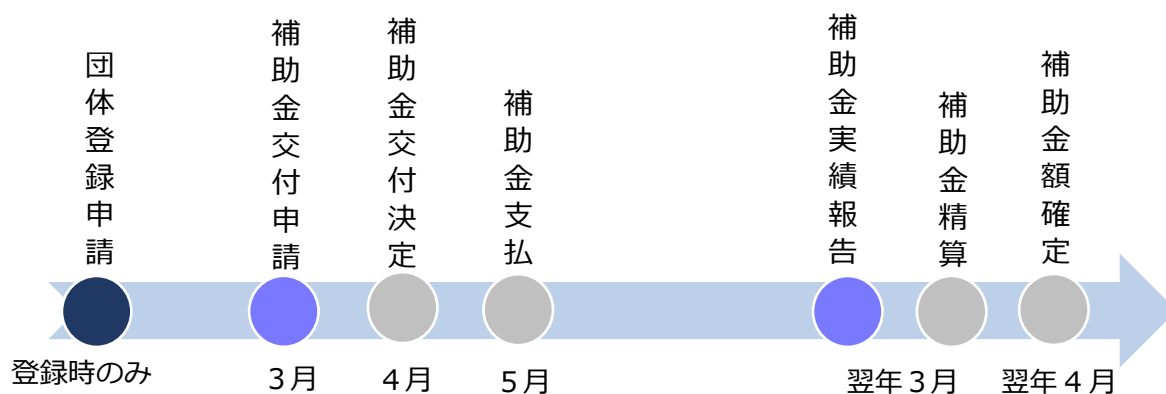 団体登録申請
補助金交付申請
補助金交付決定
補助金支払
補助金実績報告
補助金精算
補助金額確定
登録時のみ
３月
４月
５月
翌年３月
翌年４月